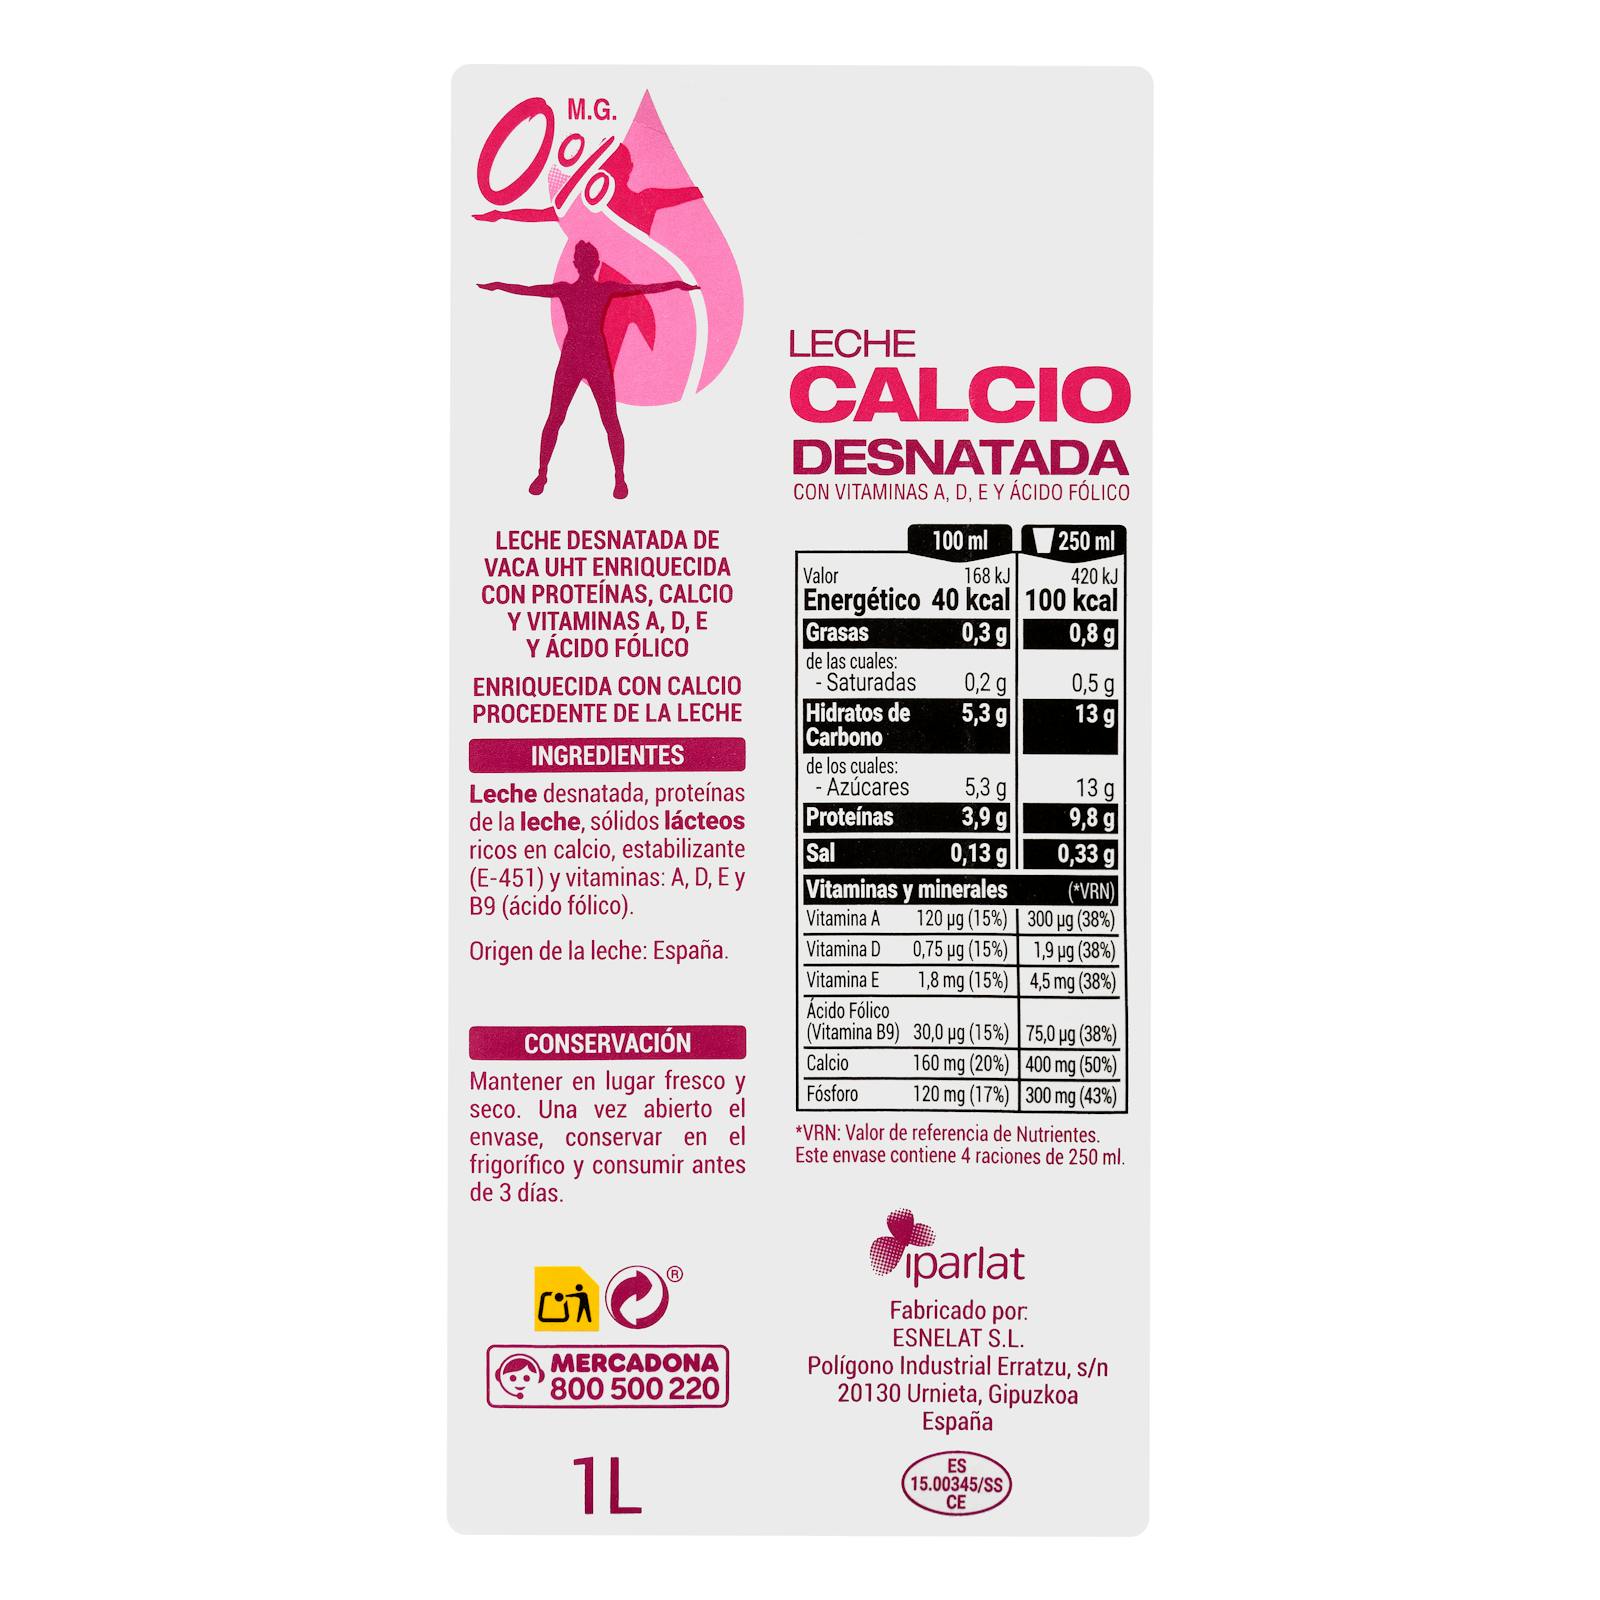 0% M.G.
LECHE DESNATADA DE
VACA UHT ENRIQUECIDA
CON PROTEÍNAS, CALCIO
Y VITAMINAS A, D, E
Y ÁCIDO FÓLICO
ENRIQUECIDA CON CALCIO
PROCEDENTE DE LA LECHE
INGREDIENTES
Leche desnatada, proteínas
de la leche, sólidos lácteos
ricos en calcio, estabilizante
(E-451) y vitaminas: A, D, E y
B9 (ácido fólico).
Origen de la leche: España.
CONSERVACIÓN
Mantener en lugar fresco y
seco. Una vez abierto el
envase, conservar en el
frigorífico y consumir antes
de 3 días.
®
MERCADONA
800 500 220
1L
LECHE
CALCIO
DESNATADA
CON VITAMINAS A, D, E Y ÁCIDO FÓLICO
100 ml 250 ml
Valor 168 kJ 420 kJ
Energético 40 kcal 100 kcal
Grasas 0,3 g 0,8 g
de las cuales:
- Saturadas 0,2 g 0,5 g
Hidratos de 5,3 g 13 g
Carbono
de los cuales:
- Azúcares 5,3 g 13 g
Proteínas 3,9 g 9,8 g
Sal 0,13 g 0,33 g
Vitaminas y minerales (*VRN)
Vitamina A 120 µg (15%) 300 µg (38%)
Vitamina D 0,75 µg (15%) 1,9 µg (38%)
Vitamina E 1,8 mg (15%) 4,5 mg (38%)
Ácido Fólico
(Vitamina B9) 30,0 µg (15%) 75,0 µg (38%)
Calcio 160 mg (20%) 400 mg (50%)
Fósforo 120 mg (17%) 300 mg (43%)
*VRN: Valor de referencia de Nutrientes.
Este envase contiene 4 raciones de 250 ml.
iparlat
Fabricado por:
ESNELAT S.L.
Polígono Industrial Erratzu, s/n
20130 Urnieta, Gipuzkoa
España
ES
15.00345/SS
CE